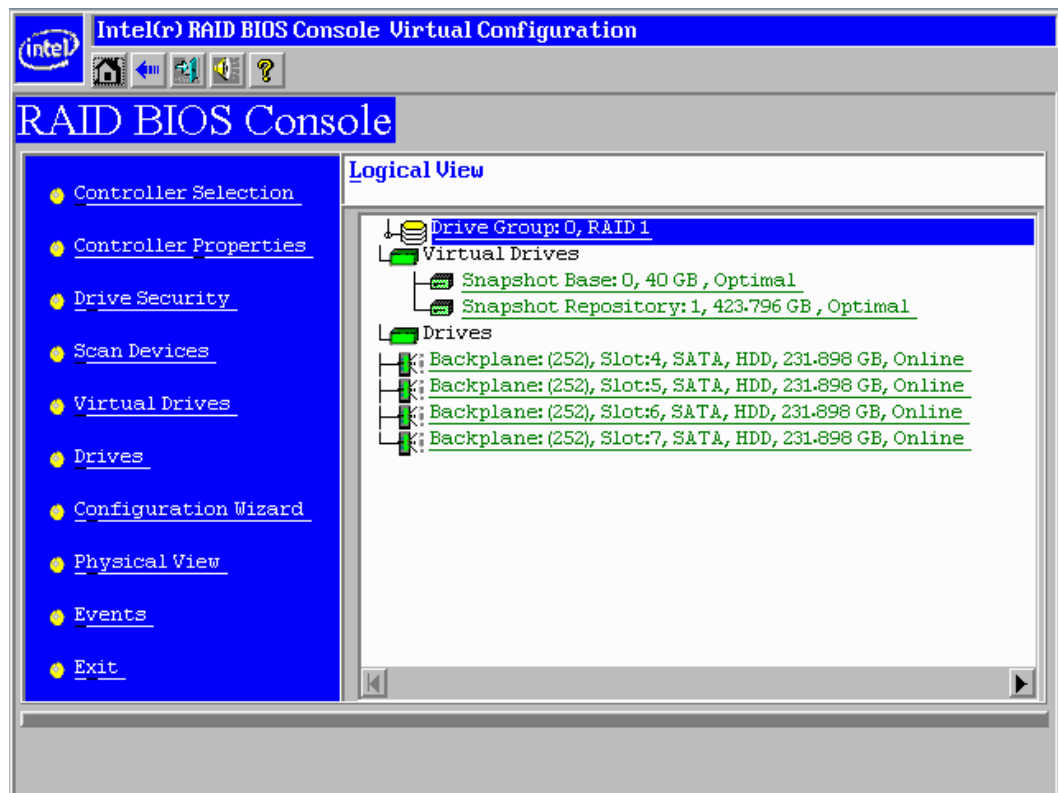 Intel(r) RAID BIOS Console Virtual Configuration
intel
RAID BIOS Console
Controller Selection
Controller Properties
Drive Security
Scan Devices
Virtual Drives
Drives
Configuration Wizard
Physical View
Events
Exit
Logical View
Drive Group: 0, RAID 1
Virtual Drives
Snapshot Base: 0, 40 GB , Optimal
Snapshot Repository: 1, 423.796 GB , Optimal
Drives
Backplane: (252), Slot:4, SATA, HDD, 231.898 GB, Online
Backplane: (252), Slot:5, SATA, HDD, 231.898 GB, Online
Backplane: (252), Slot:6, SATA, HDD, 231.898 GB, Online
Backplane: (252), Slot:7, SATA, HDD, 231.898 GB, Online